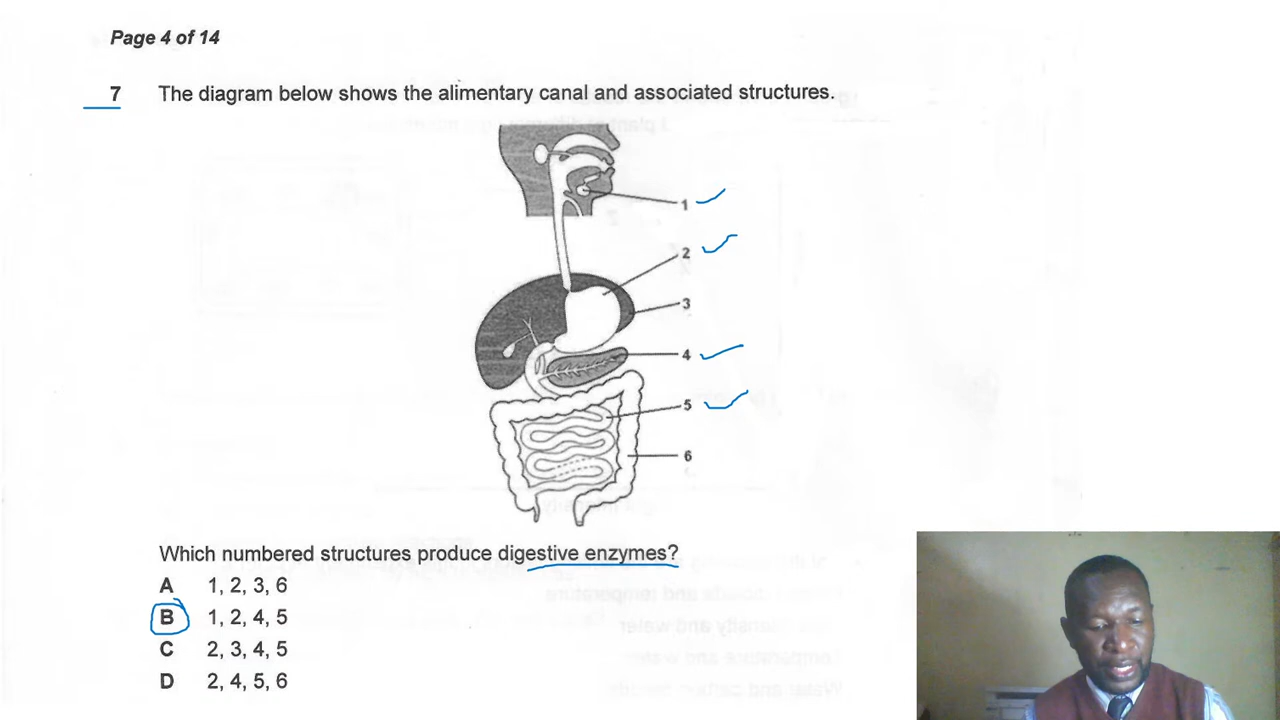 Page 4 of 14
7 The diagram below shows the alimentary canal and associated structures.
1
2
3
4
5
6
Which numbered structures produce digestive enzymes?
A 1, 2, 3, 6
B 1, 2, 4, 5
C 2, 3, 4, 5
D 2, 4, 5, 6